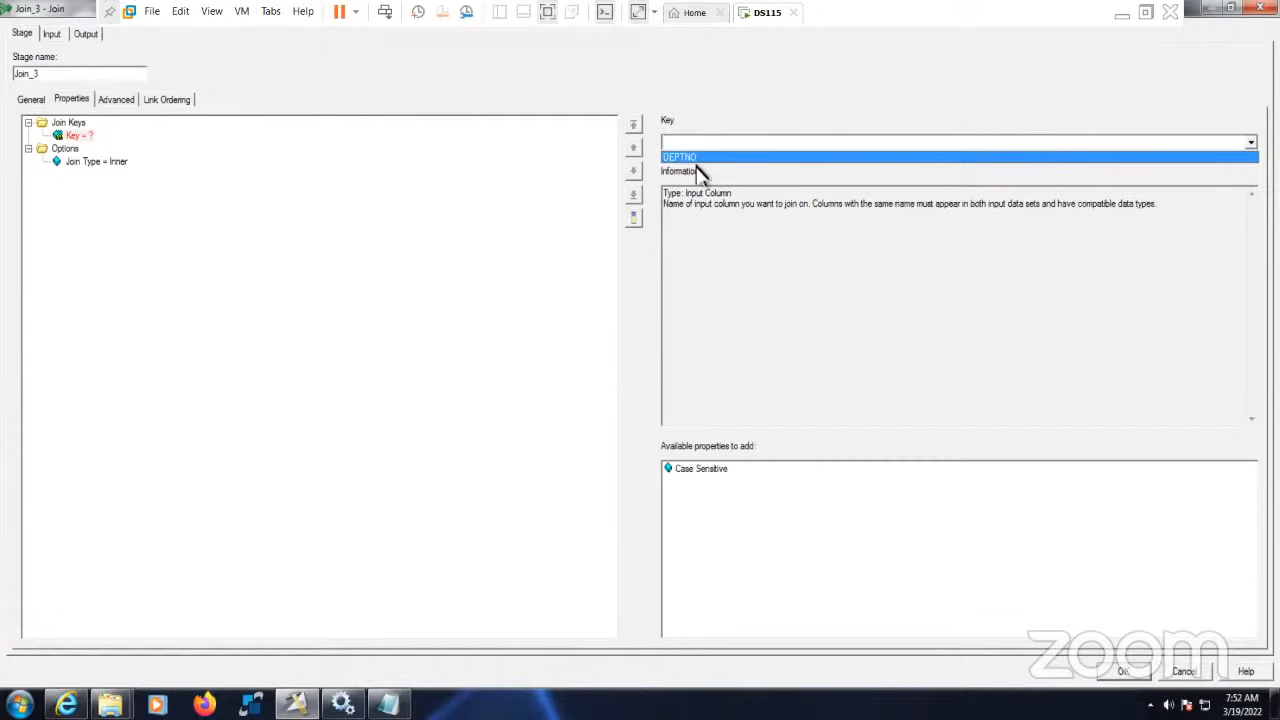 Join_3 - Join
File Edit View VM Tabs Help
Home
DS115
Stage Input Output
Stage name:
Join_3
General Properties Advanced Link Ordering
Join Keys
Key = ?
Options
Join Type = Inner
Key
DEPTNO
Information
Type: Input Column
Name of input column you want to join on. Columns with the same name must appear in both input data sets and have compatible data types.
Available properties to add:
Case Sensitive
zoom
OK Cancel Help
7:52 AM
3/19/2022